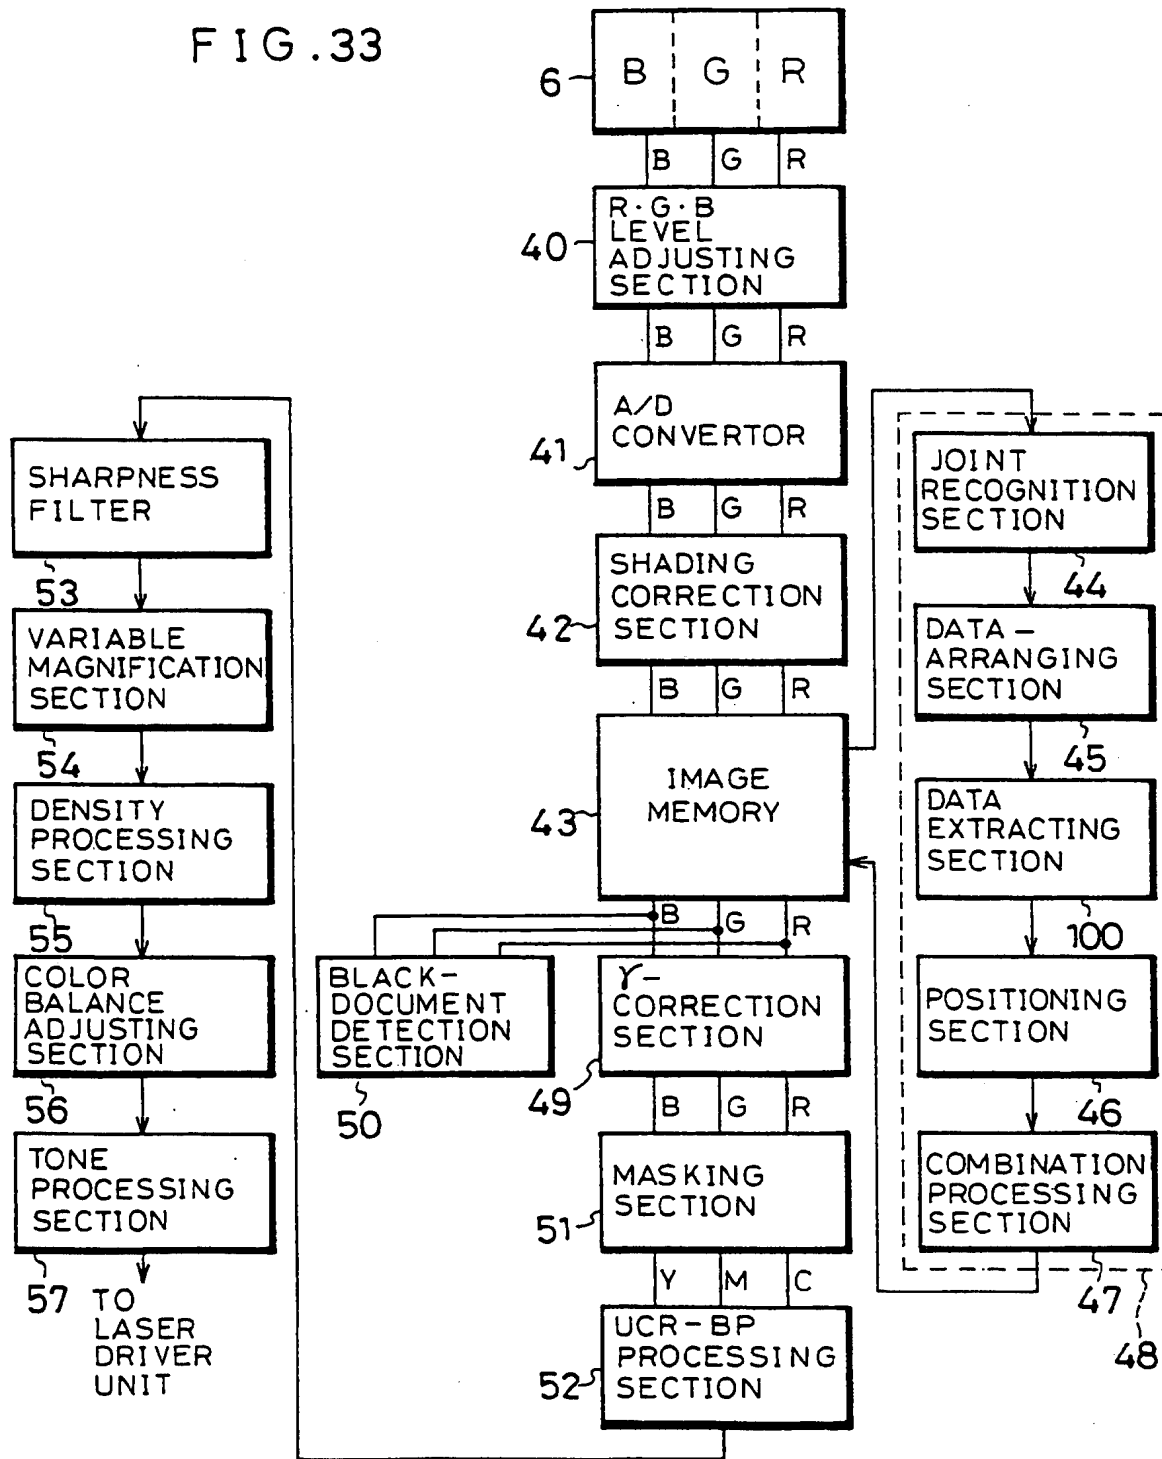 FIG.33
B G R
6
B G R
R·G·B
LEVEL
ADJUSTING
SECTION
40
B G R
A/D
CONVERTOR
41
B G R
SHADING
CORRECTION
SECTION
42
B G R
IMAGE
MEMORY
43
B G R
JOINT
RECOGNITION
SECTION
44
DATA-
ARRANGING
SECTION
45
DATA
EXTRACTING
SECTION
100
POSITIONING
SECTION
46
COMBINATION
PROCESSING
SECTION
47
48
BLACK-
DOCUMENT
DETECTION
SECTION
50
γ-
CORRECTION
SECTION
49
B G R
MASKING
SECTION
51
Y M C
UCR-BP
PROCESSING
SECTION
52
SHARPNESS
FILTER
53
VARIABLE
MAGNIFICATION
SECTION
54
DENSITY
PROCESSING
SECTION
55
COLOR
BALANCE
ADJUSTING
SECTION
56
TONE
PROCESSING
SECTION
57
TO
LASER
DRIVER
UNIT